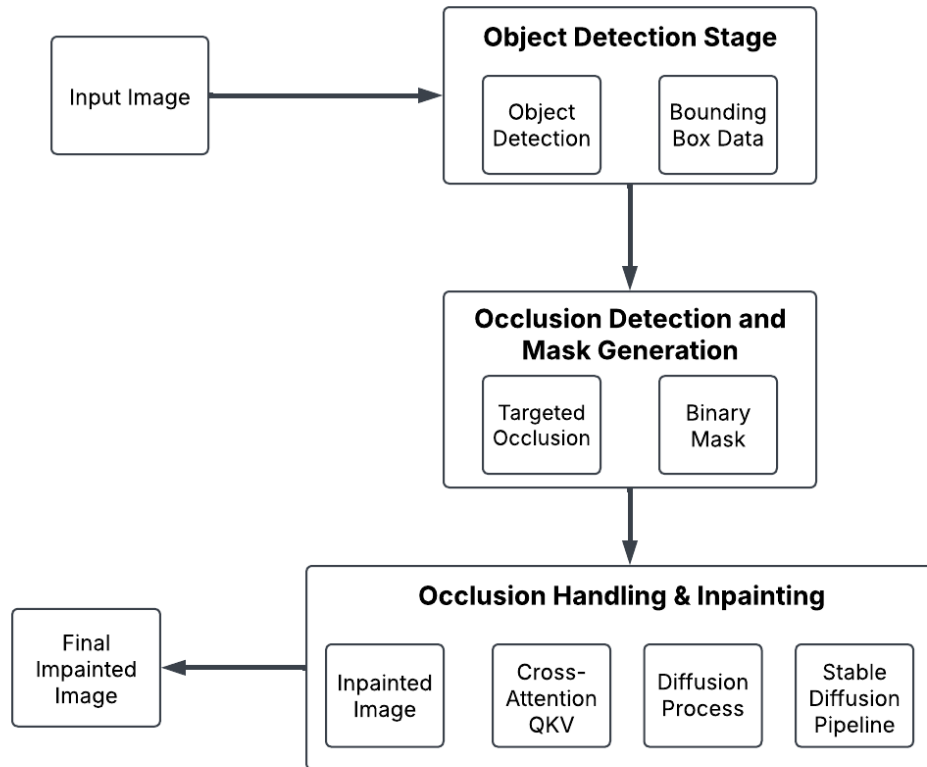 Input Image
Object Detection Stage
Object
Detection
Bounding
Box Data
Occlusion Detection and
Mask Generation
Targeted
Occlusion
Binary
Mask
Occlusion Handling & Inpainting
Final
Impainted
Image
Inpainted
Image
Cross-
Attention
QKV
Diffusion
Process
Stable
Diffusion
Pipeline